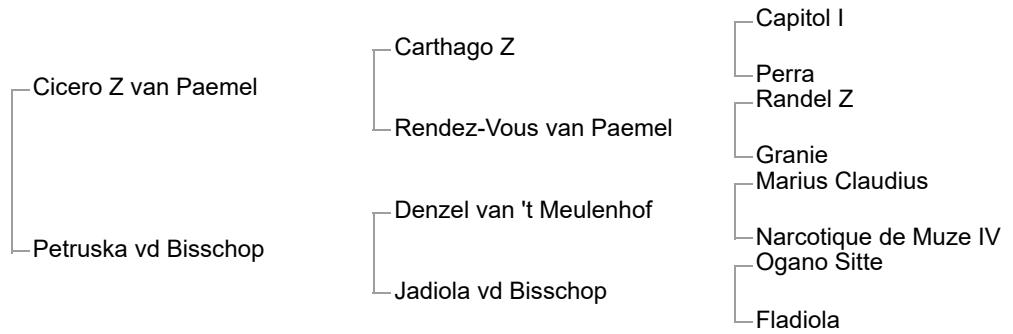 Capitol I
Carthago Z
Perra
Cicero Z van Paemel
Randel Z
Rendez-Vous van Paemel
Granie
Marius Claudius
Denzel van 't Meulenhof
Petruska vd Bisschop
Narcotique de Muze IV
Ogano Sitte
Jadiola vd Bisschop
Fladiola